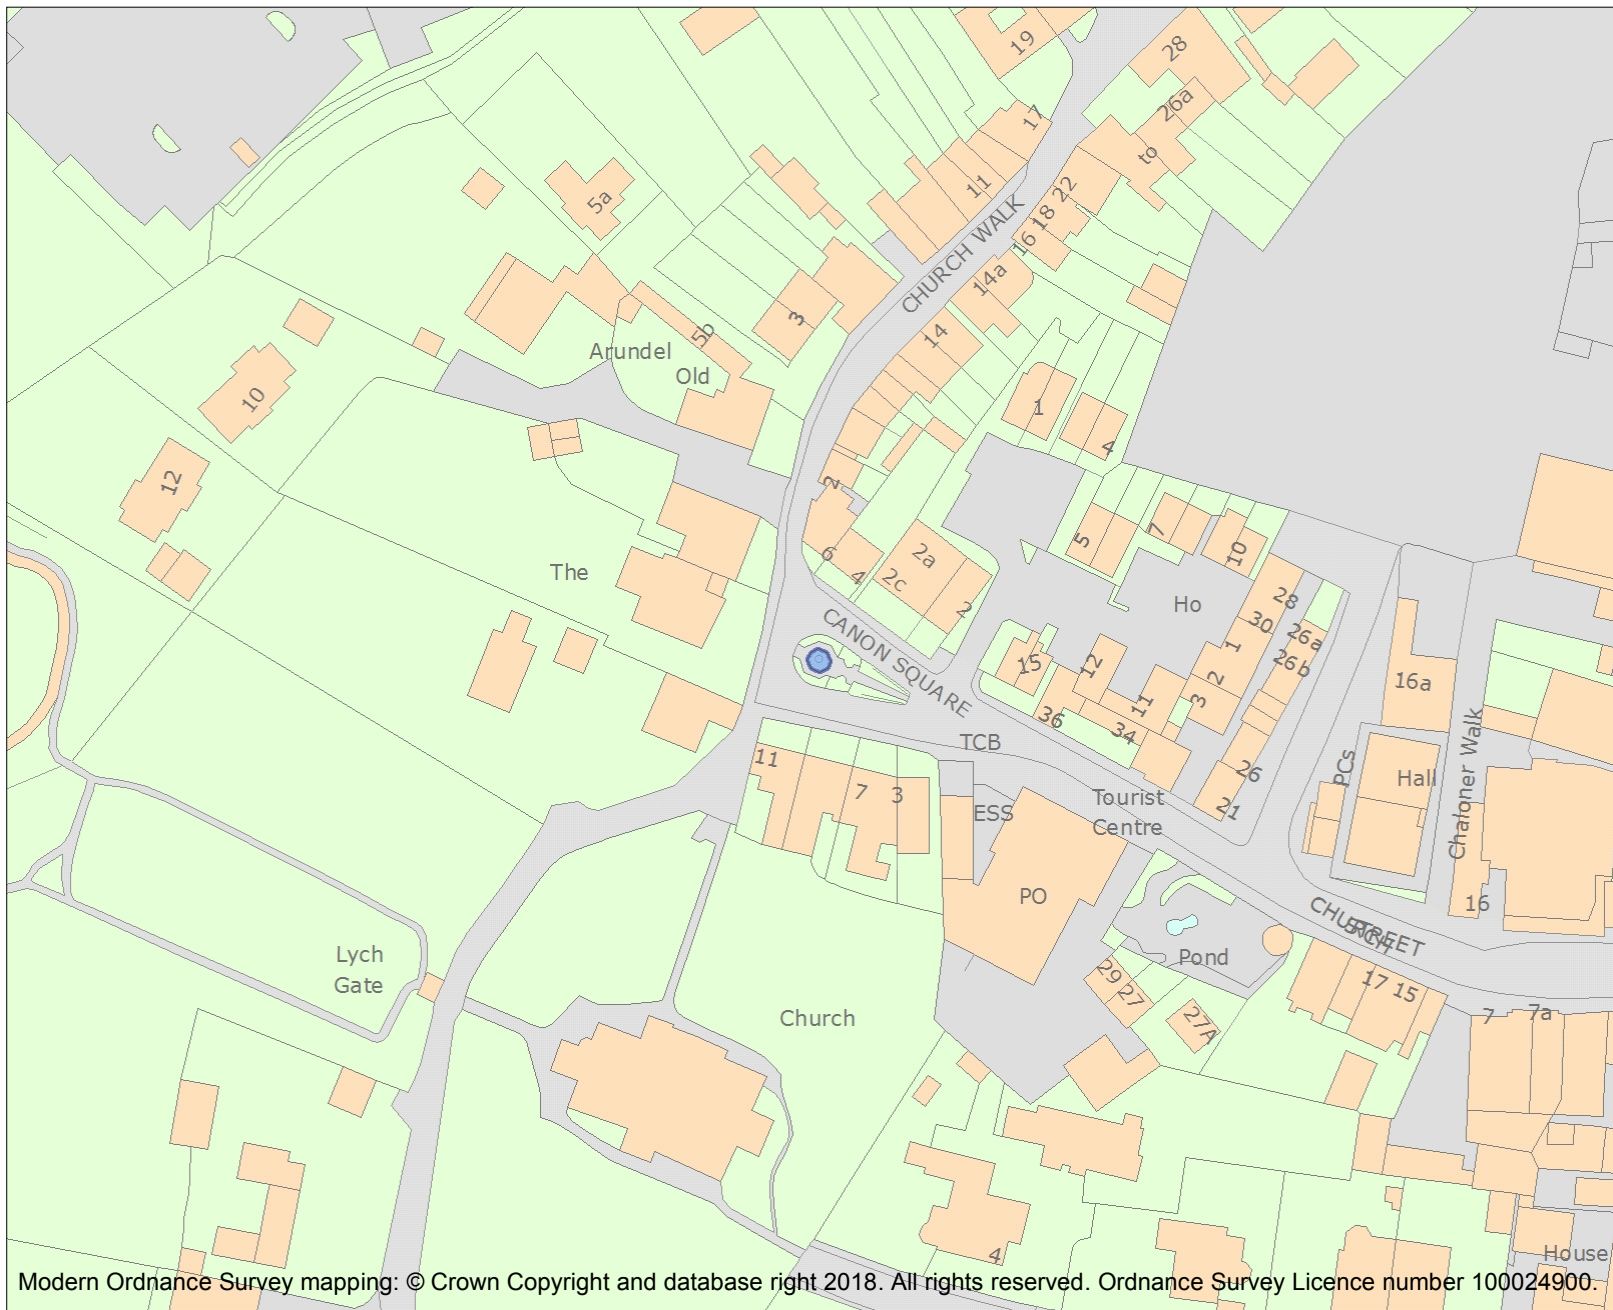 19
28
26a
17
to
11
5a
22
18
16
CHURCH WALK
14a
3
5b
14
Arundel
Old
10
1
4
12
2
5
7
10
6
4
2a
2c
2
The
Ho
28
30
26a
1
26b
CANON SQUARE
15
12
2
3
11
36
34
16a
TCB
11
7
3
26
21
PCs
Hall
Chaloner Walk
Tourist
Centre
ESS
PO
16
CHURCH
STREET
Lych
Gate
Pond
29
27
17
15
Church
27A
7
7a
4
House
Modern Ordnance Survey mapping: © Crown Copyright and database right 2018. All rights reserved. Ordnance Survey Licence number 100024900.